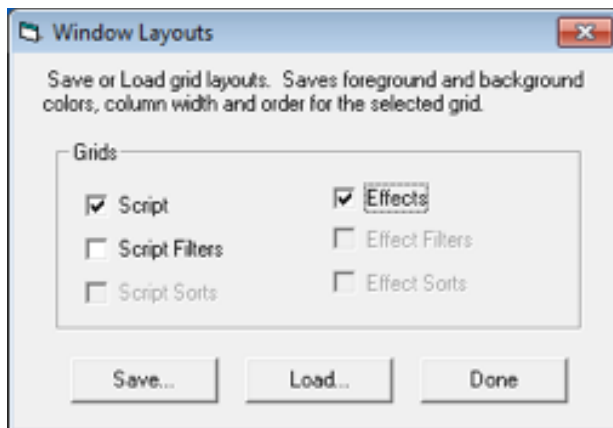 Window Layouts
Save or Load grid layouts.  Saves foreground and background
colors, column width and order for the selected grid.
Grids
Script
Effects
Script Filters
Effect Filters
Script Sorts
Effect Sorts
Save...
Load...
Done